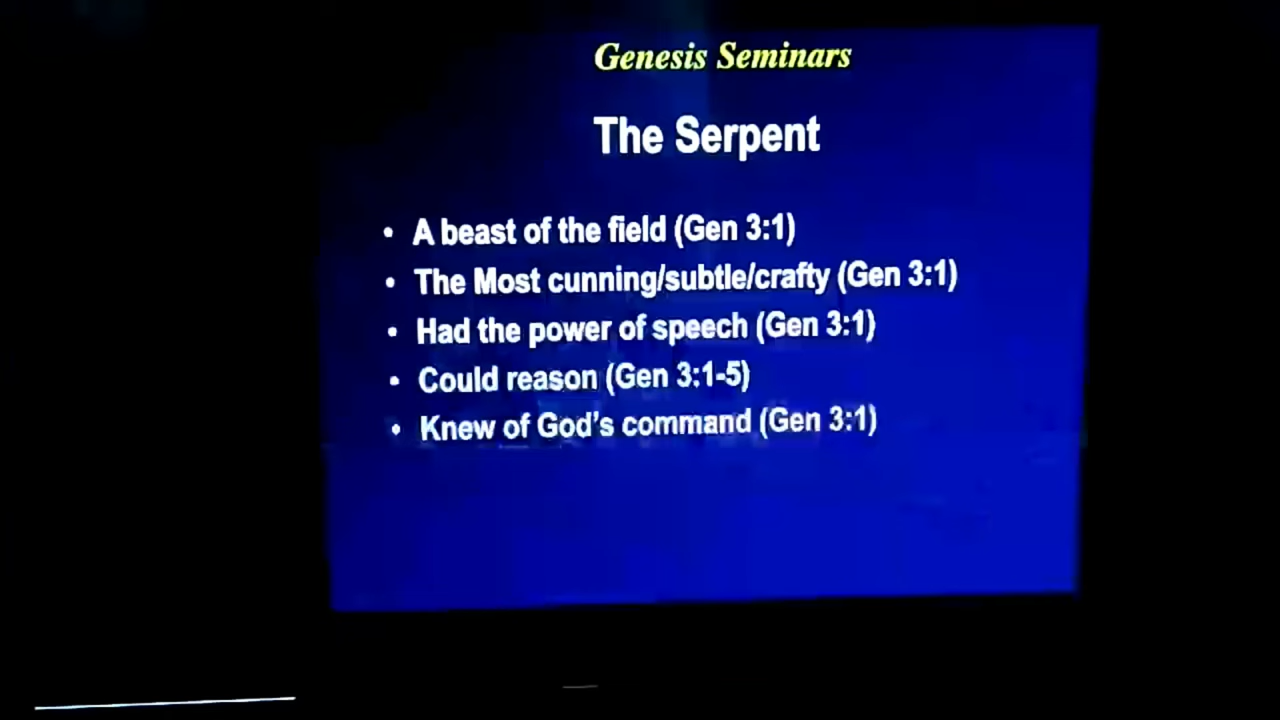 Genesis Seminars
The Serpent
• A beast of the field (Gen 3:1)
• The Most cunning/subtle/crafty (Gen 3:1)
• Had the power of speech (Gen 3:1)
• Could reason (Gen 3:1-5)
• Knew of God's command (Gen 3:1)